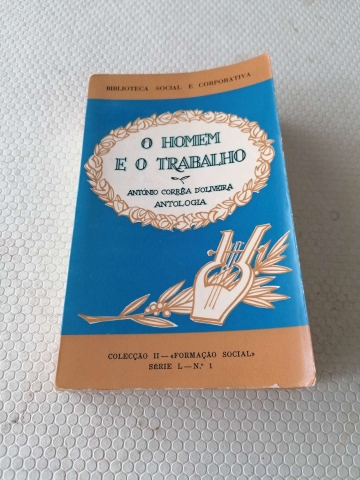 BIBLIOTECA SOCIAL E CORPORATIVA
O HOMEM
E O TRABALHO
ANTÓNIO CORRÊA D'OLIVEIRA
ANTOLOGIA
COLECÇÃO II — «FORMAÇÃO SOCIAL»
SÉRIE L — N.º 1